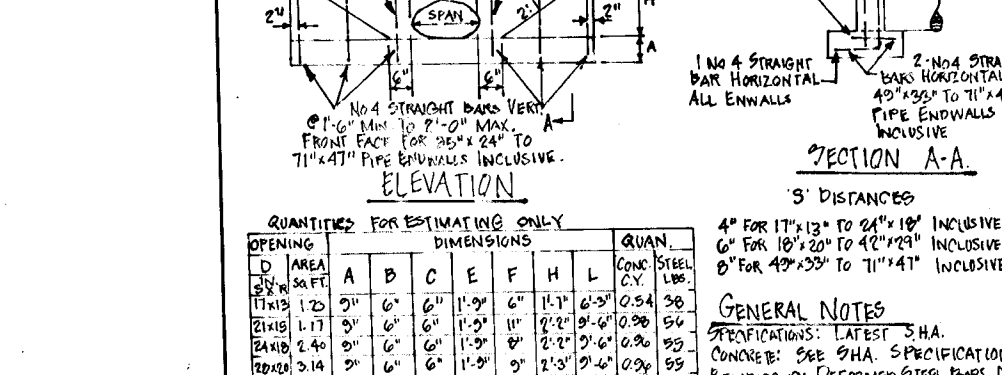 2"
SPAN
2"
A
6"
6"
NO 4 STRAIGHT BARS VERT.
@ 1'-6" MIN. TO 2'-0" MAX.
FRONT FACE FOR 35" x 24" TO
71"x47" PIPE ENDWALLS INCLUSIVE.
A
ELEVATION
1 NO 4 STRAIGHT
BAR HORIZONTAL
ALL ENWALLS
2-NO4 STRA
BARS HORIZONTAL
49"x33" TO 71"x4
PIPE ENDWALLS
INCLUSIVE
SECTION A-A.
'S' DISTANCES
4" FOR 17"x13" TO 24"x18" INCLUSIVE
6" FOR 18"x20" TO 42"x29" INCLUSIVE
8" FOR 49"x33" TO 71"x47" INCLUSIVE
QUANTITIES FOR ESTIMATING ONLY
OPENING DIMENSIONS QUAN.
D IN. AREA SQ FT. A B C E F H L CONC. C.Y. STEEL LBS.
17x13 1.23 9" 6" 6" 1'-9" 6" 1'-7" 6'-3" 0.54 38
21x15 1.17 9" 6" 6" 1'-9" 11" 2'-2" 9'-6" 0.98 56
24x18 2.40 9" 6" 6" 1'-9" 8" 2'-2" 9'-6" 0.96 55
28x20 3.14 9" 6" 6" 1'-9" 9" 2'-3" 9'-6" 0.96 55
GENERAL NOTES
SPECIFICATIONS: LATEST S.H.A.
CONCRETE: SEE SHA. SPECIFICATIO
DEFORMED STEEL BARS